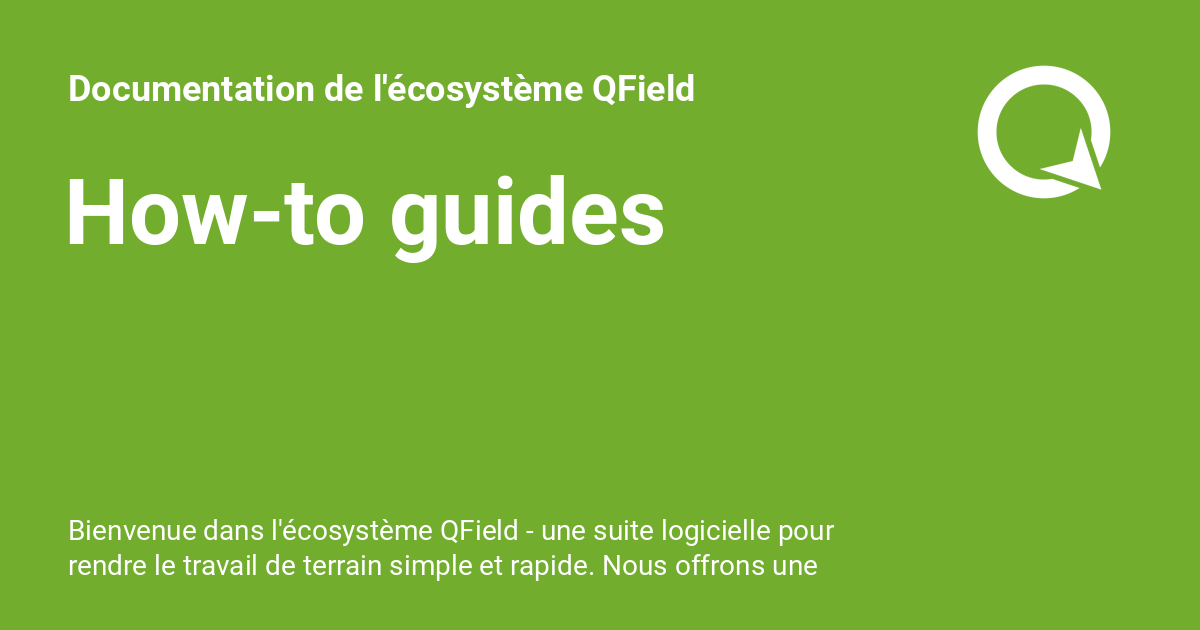 Documentation de l'écosystème QField
How-to guides
Bienvenue dans l'écosystème QField - une suite logicielle pour
rendre le travail de terrain simple et rapide. Nous offrons une